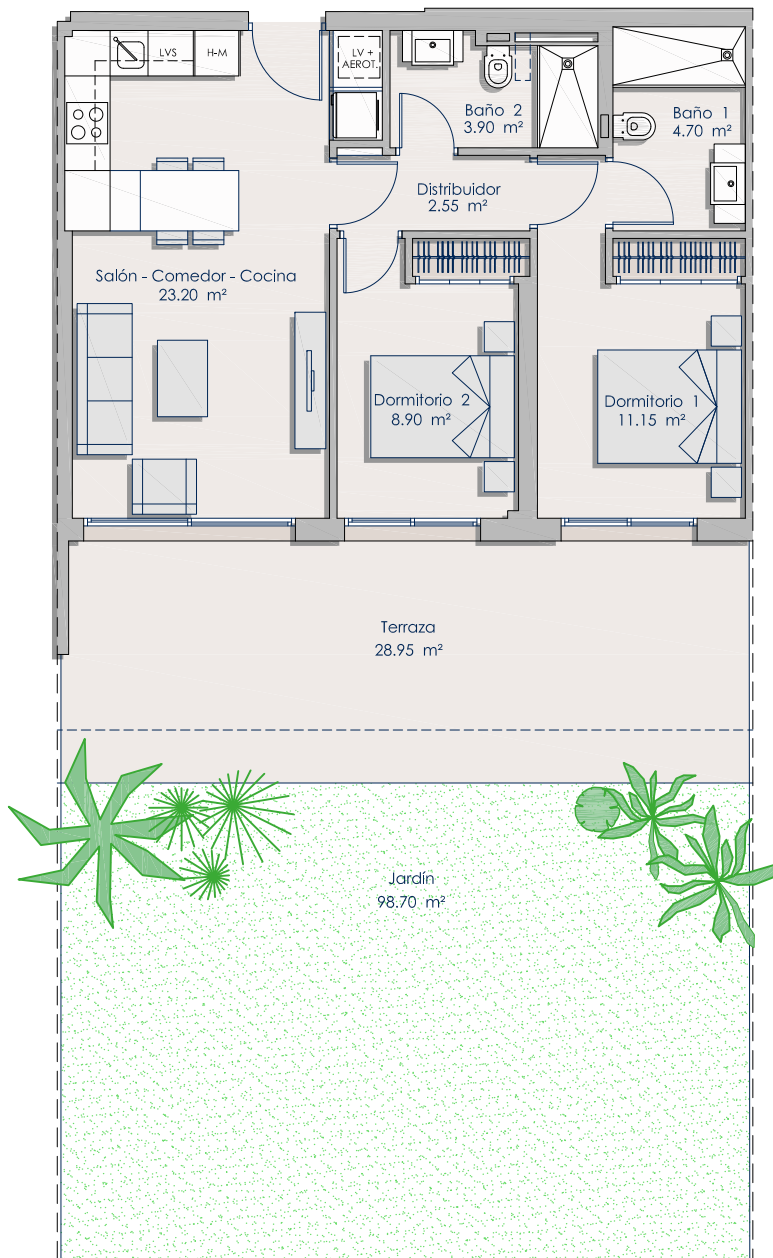 LVS
H-M
LV +
AEROT.
Baño 2
3.90 m²
Baño 1
4.70 m²
Distribuidor
2.55 m²
Salón - Comedor - Cocina
23.20 m²
Dormitorio 2
8.90 m²
Dormitorio 1
11.15 m²
Terraza
28.95 m²
Jardín
98.70 m²